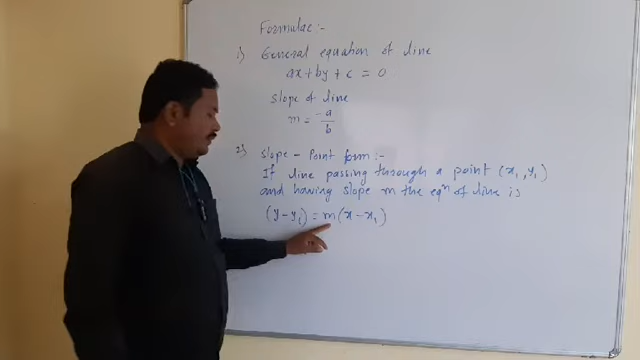 Formulae :-
1) General equation of line
ax + by + c = 0
slope of line
m = -a/b
2) slope - point form :-
If line passing through a point (x₁, y₁)
and having slope m the eqⁿ of line is
(y - y₁) = m(x - x₁)